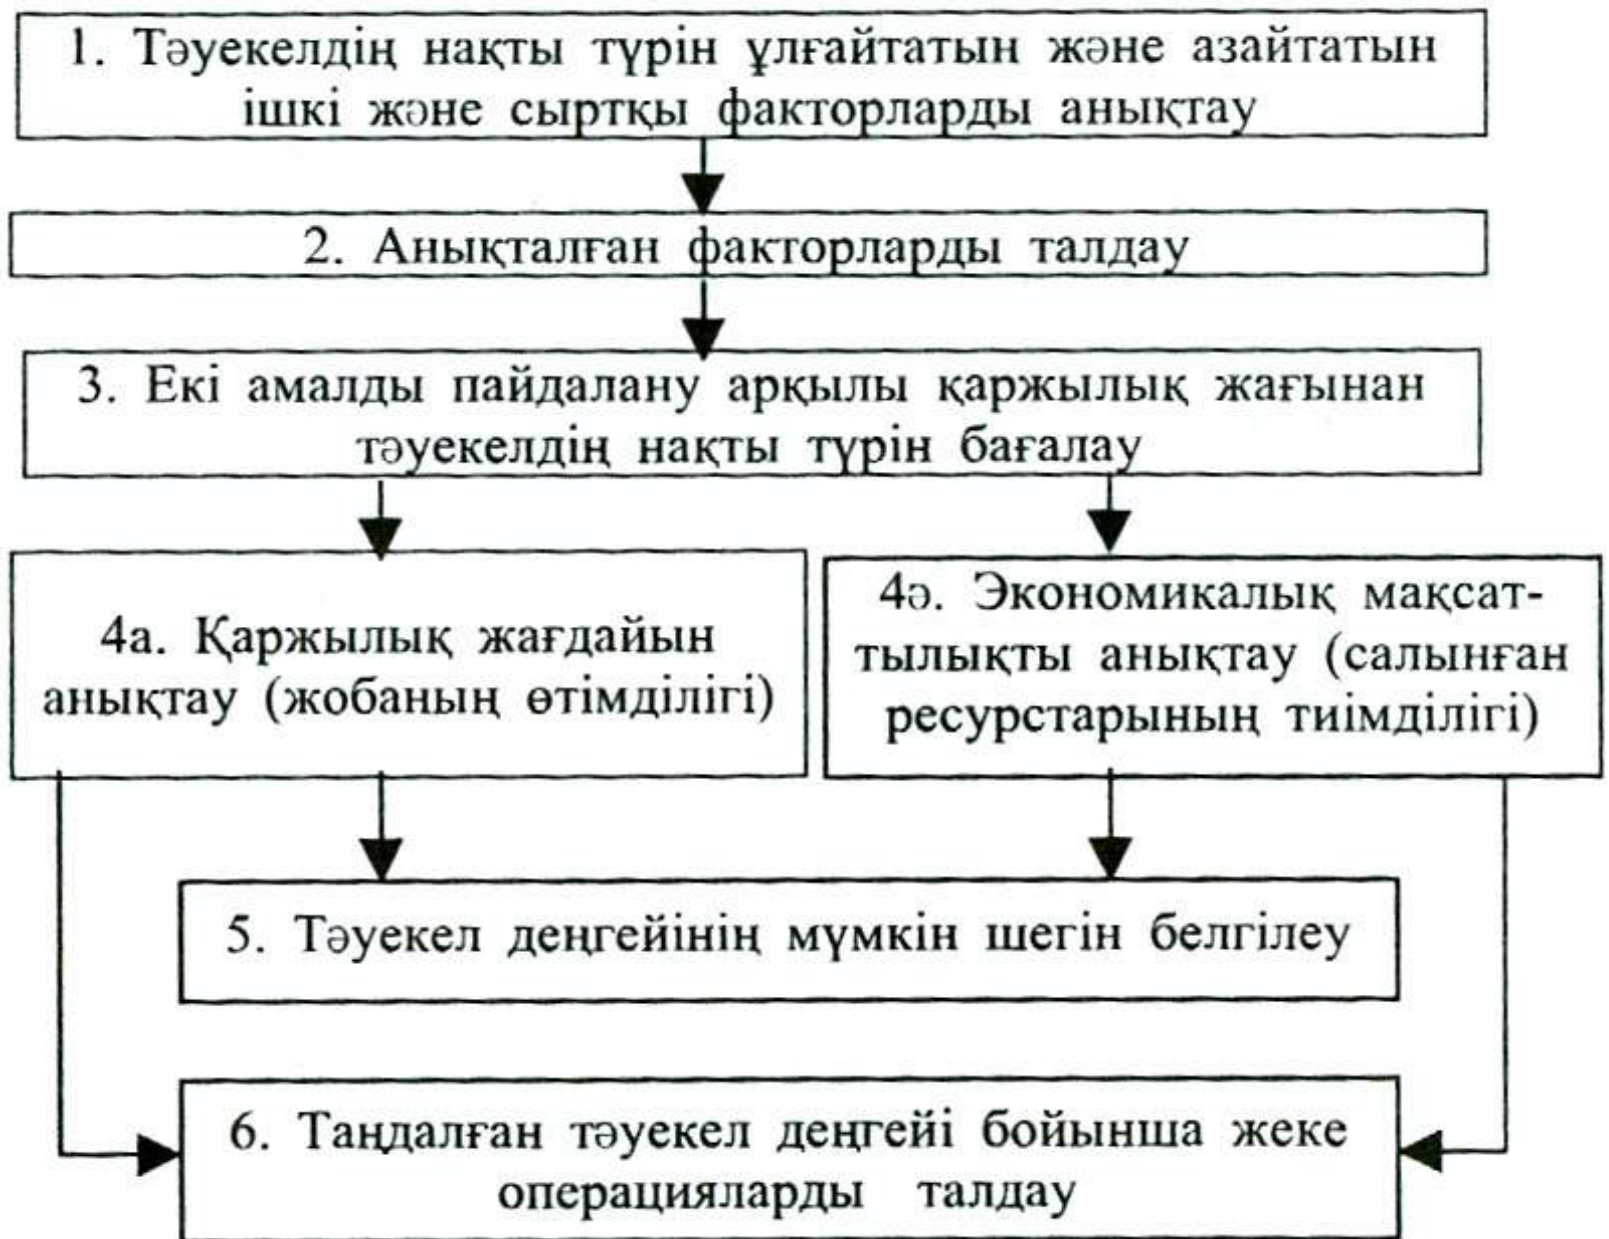 1. Тәуекелдің нақты түрін ұлғайтатын және азайтатын
ішкі және сыртқы факторларды анықтау
2. Анықталған факторларды талдау
3. Екі амалды пайдалану арқылы қаржылық жағынан
тәуекелдің нақты түрін бағалау
4а. Қаржылық жағдайын
анықтау (жобаның өтімділігі)
4ә. Экономикалық мақсат-
тылықты анықтау (салынған
ресурстарының тиімділігі)
5. Тәуекел деңгейінің мүмкін шегін белгілеу
6. Таңдалған тәуекел деңгейі бойынша жеке
операцияларды талдау